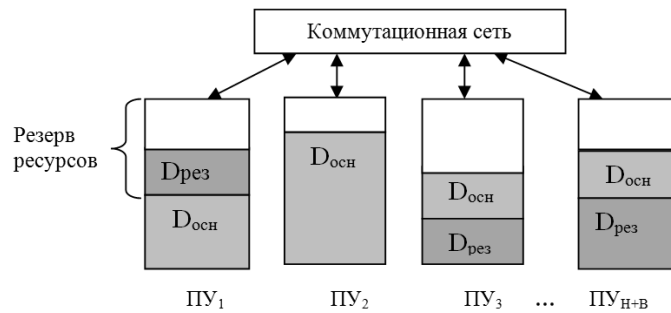 Коммутационная сеть
Резерв
ресурсов
Dрез
Dосн
Dосн
Dосн
Dрез
Dосн
Dрез
ПУ1
ПУ2
ПУ3
...
ПУН+В